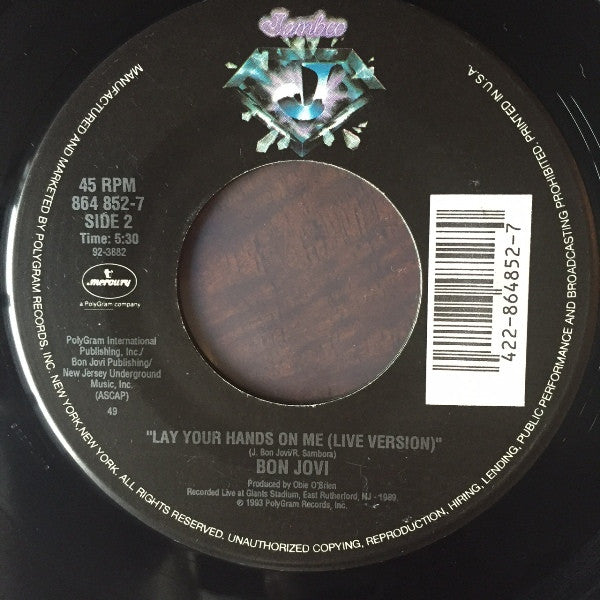 Jambco
45 RPM
864 852-7
SIDE 2
Time: 5:30
92-3882
mercury
a PolyGram company
PolyGram International
Publishing, Inc./
Bon Jovi Publishing/
New Jersey Underground
Music, Inc.
(ASCAP)
49
422-864852-7
"LAY YOUR HANDS ON ME (LIVE VERSION)"
(J. Bon Jovi/R. Sambora)
BON JOVI
Produced by Obie O'Brien
Recorded Live at Giants Stadium, East Rutherford, NJ - 1989.
℗ 1993 PolyGram Records, Inc.
MANUFACTURED AND MARKETED BY POLYGRAM RECORDS, INC. NEW YORK, NEW YORK. ALL RIGHTS RESERVED. UNAUTHORIZED COPYING, REPRODUCTION, HIRING, LENDING, PUBLIC PERFORMANCE AND BROADCASTING PROHIBITED. PRINTED IN U.S.A.